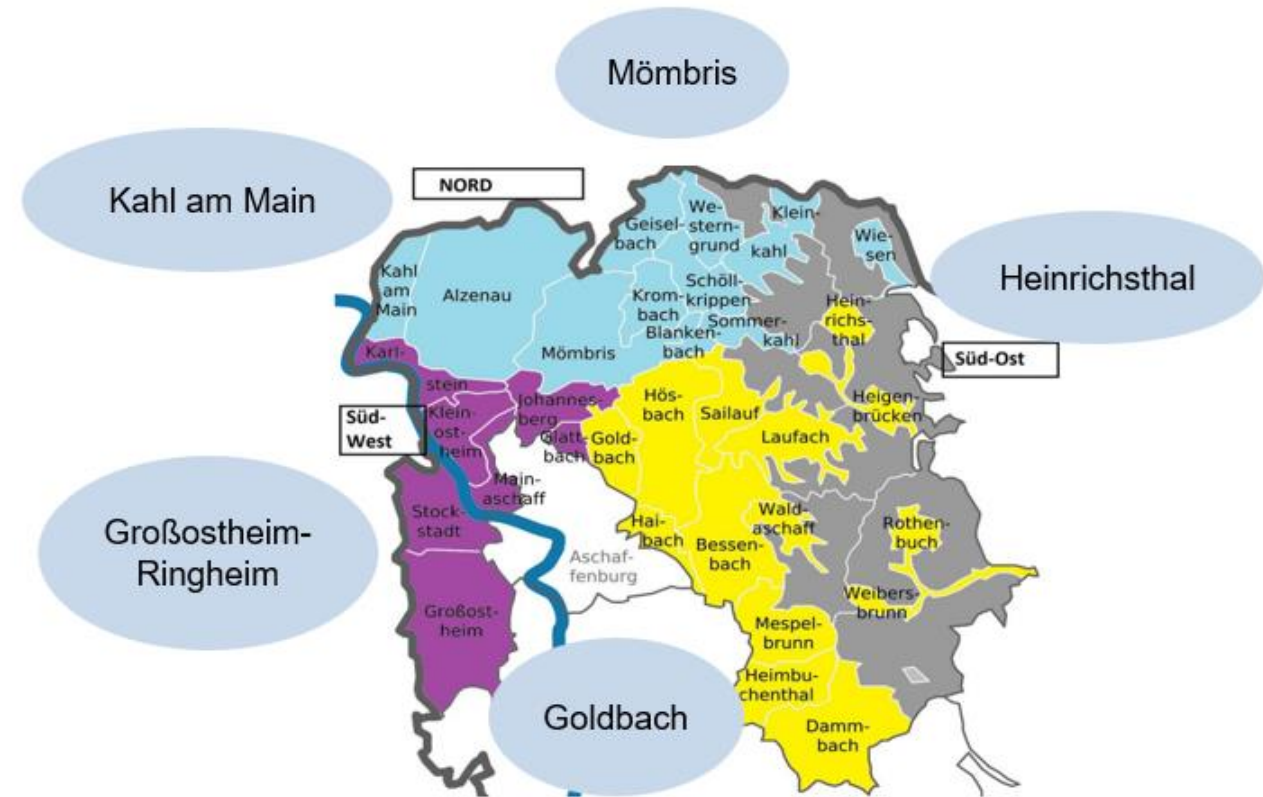 Mömbris
Kahl am Main
NORD
Heinrichsthal
Geisel-
bach
We-
stern-
grund
Klein-
kahl
Wie-
sen
Kahl
am
Main
Alzenau
Mömbris
Krom-
bach
Schöll-
krippen
Blanken-
bach
Sommer-
kahl
Hein-
richs-
thal
Süd-Ost
Karl-
stein
Süd-
West
Klein-
ost-
heim
Johannes-
berg
Glatt-
bach
Gold-
bach
Hös-
bach
Sailauf
Laufach
Heigen-
brücken
Main-
aschaff
Stock-
stadt
Großostheim-
Ringheim
Hai-
bach
Bessen-
bach
Wald-
aschaff
Rothen-
buch
Aschaf-
fenburg
Weibers-
brunn
Großost-
heim
Mespel-
brunn
Heimbu-
chenthal
Goldbach
Damm-
bach